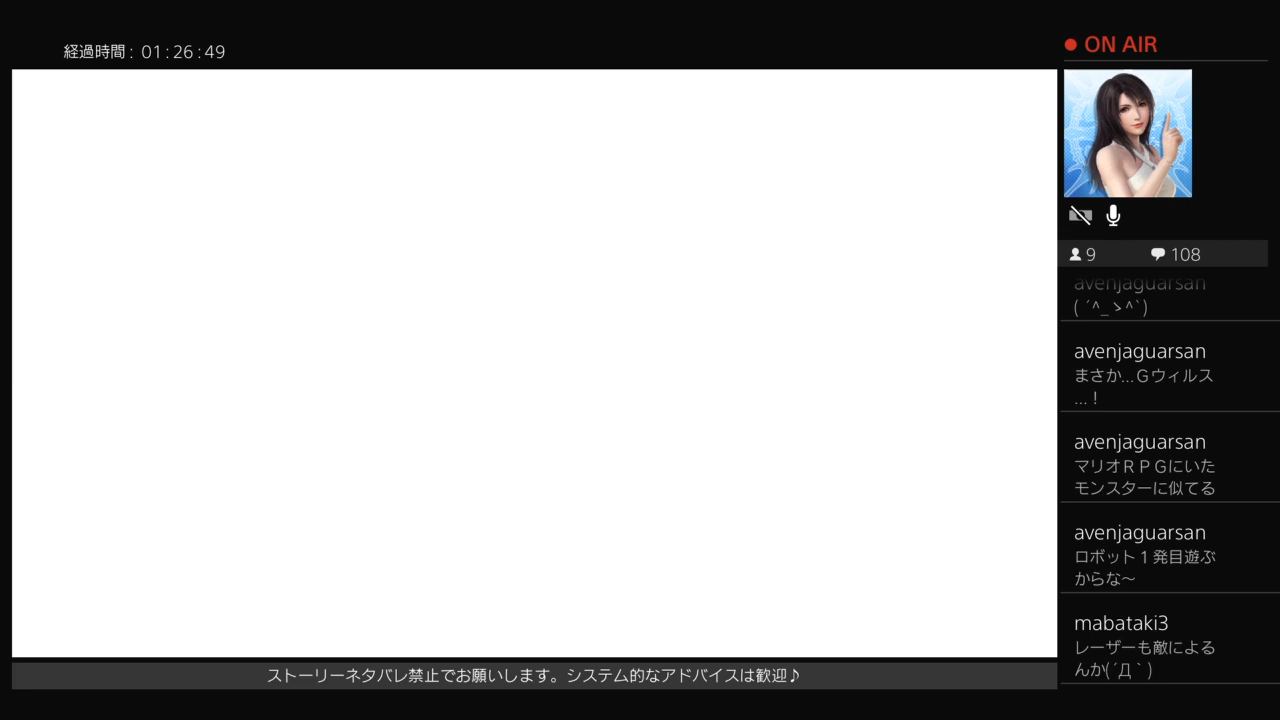 経過時間： 01：26：49
ON AIR
9
108
avenjaguarsan
( ´^_ゝ^`)
avenjaguarsan
まさか...Ｇウィルス
...！
avenjaguarsan
マリオＲＰＧにいた
モンスターに似てる
avenjaguarsan
ロボット１発目遊ぶ
からな～
mabataki3
レーザーも敵による
んか(´Д｀)
ストーリーネタバレ禁止でお願いします。システム的なアドバイスは歓迎♪